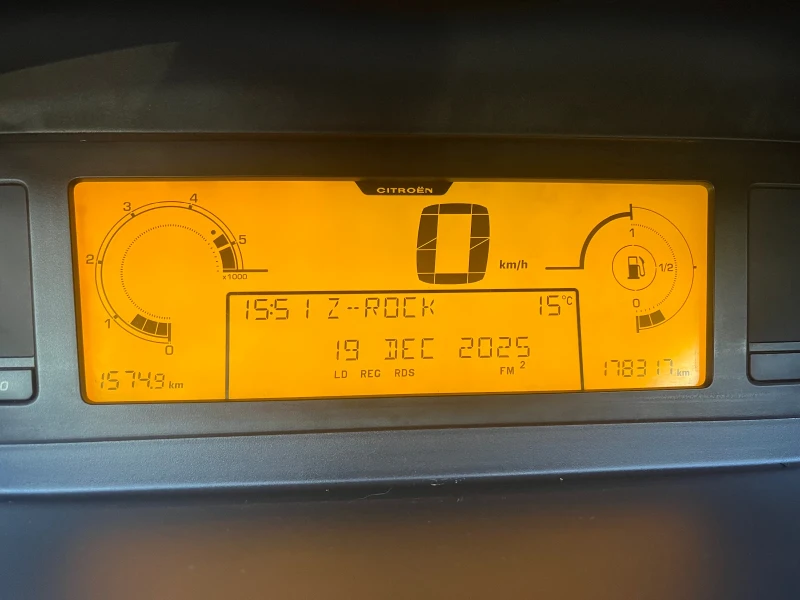 CITROËN
3 4
2 5
x1000
1
0
0
km/h
1
1/2
0
15:51 Z--ROCK 15°C
19 DEC 2025
LD REG RDS FM 2
1574.9 km
178317 km